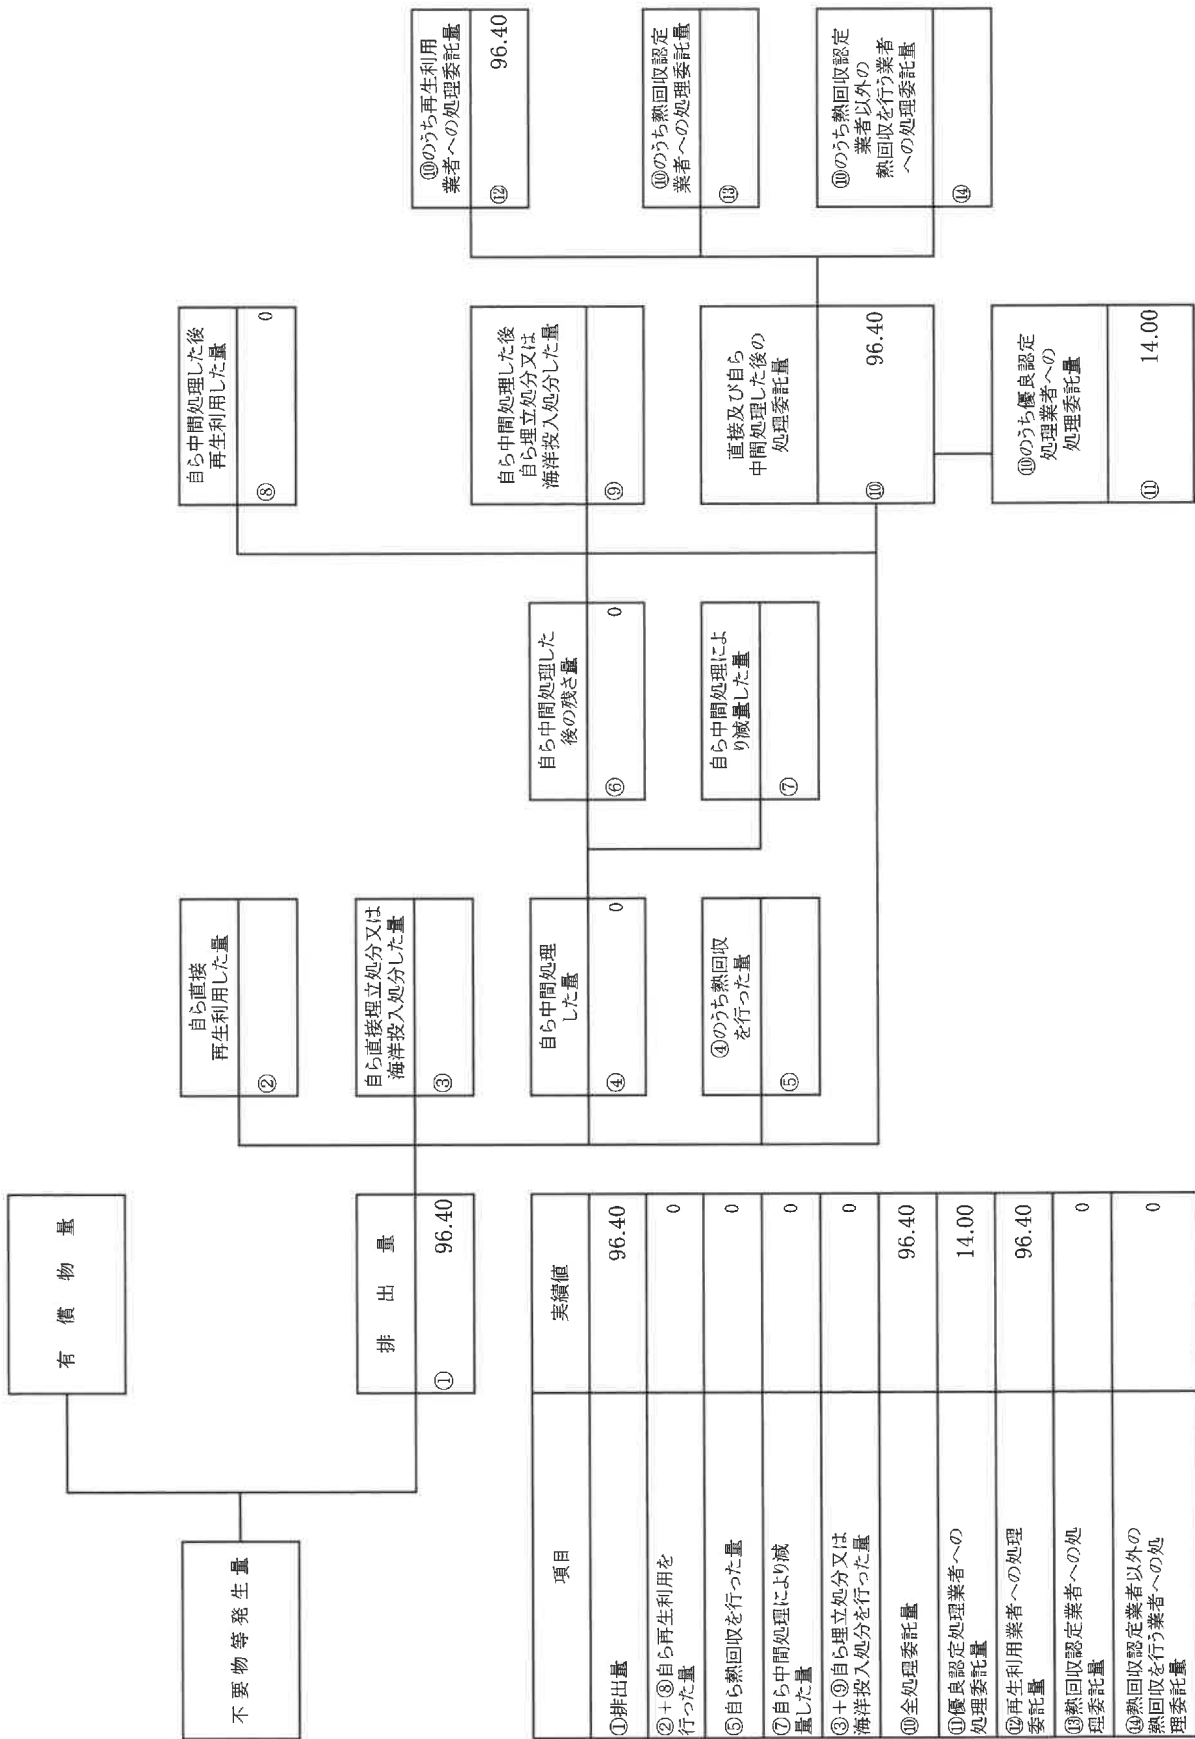 不要物等発生量
有償物量
排出量
① 96.40
自ら直接
再生利用した量
②
自ら直接埋立処分又は
海洋投入処分した量
③
自ら中間処理
した量
④ 0
④のうち熱回収
を行った量
⑤
自ら中間処理した
後の残さ量
⑥ 0
自ら中間処理によ
り減量した量
⑦
自ら中間処理した後
再生利用した量
⑧ 0
自ら中間処理した後
自ら埋立処分又は
海洋投入処分した量
⑨
直接及び自ら
中間処理した後の
処理委託量
⑩ 96.40
⑩のうち優良認定
処理業者への
処理委託量
⑪ 14.00
⑩のうち再生利用
業者への処理委託量
⑫ 96.40
⑩のうち熱回収認定
業者への処理委託量
⑬
⑩のうち熱回収認定
業者以外の
熱回収を行う業者
への処理委託量
⑭
項目 実績値
①排出量 96.40
②+⑧自ら再生利用を
行った量 0
⑤自ら熱回収を行った量 0
⑦自ら中間処理により減
量した量 0
③+⑨自ら埋立処分又は
海洋投入処分を行った量 0
⑩全処理委託量 96.40
⑪優良認定処理業者への
処理委託量 14.00
⑫再生利用業者への処理
委託量 96.40
⑬熱回収認定業者への処
理委託量 0
⑭熱回収認定業者以外の
熱回収を行う業者への処
理委託量 0